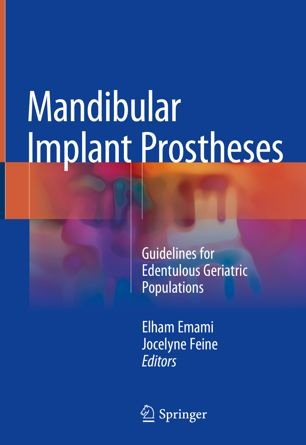 Mandibular
Implant Prostheses
Guidelines for
Edentulous Geriatric
Populations
Elham Emami
Jocelyne Feine
Editors
Springer